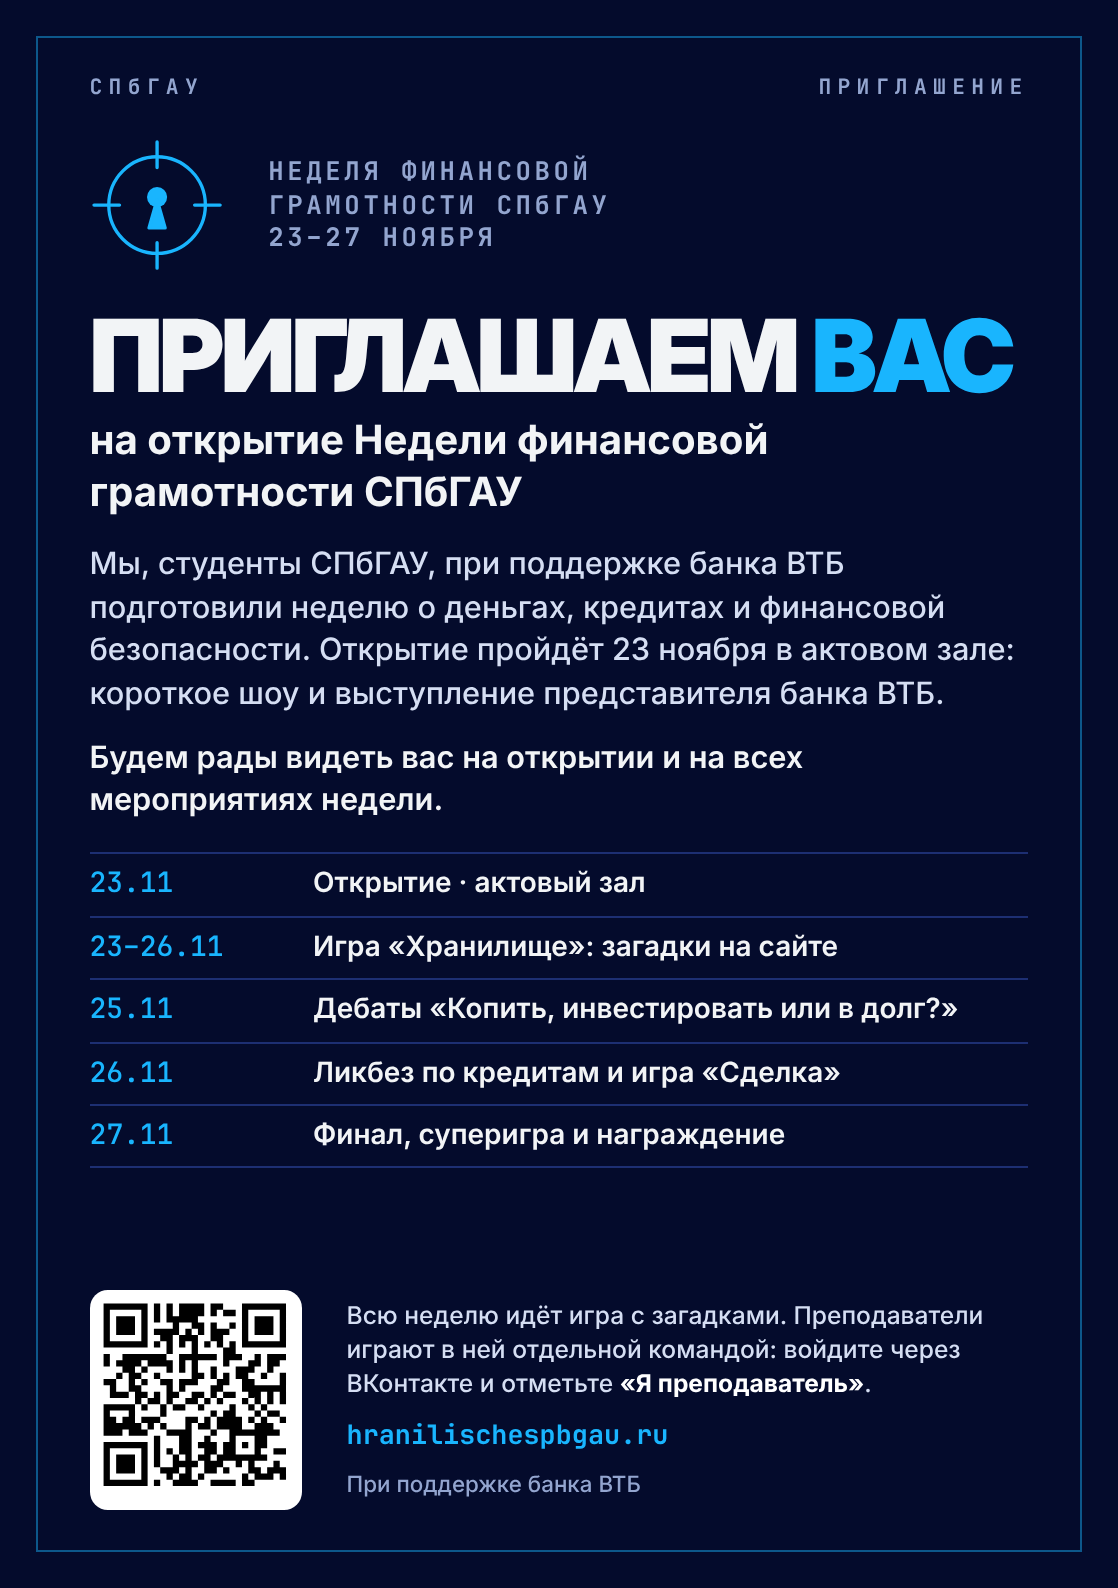 СПбГАУ
ПРИГЛАШЕНИЕ
НЕДЕЛЯ ФИНАНСОВОЙ
ГРАМОТНОСТИ СПбГАУ
23–27 НОЯБРЯ
ПРИГЛАШАЕМ ВАС
на открытие Недели финансовой
грамотности СПбГАУ
Мы, студенты СПбГАУ, при поддержке банка ВТБ
подготовили неделю о деньгах, кредитах и финансовой
безопасности. Открытие пройдёт 23 ноября в актовом зале:
короткое шоу и выступление представителя банка ВТБ.
Будем рады видеть вас на открытии и на всех
мероприятиях недели.
23.11 Открытие · актовый зал
23–26.11 Игра «Хранилище»: загадки на сайте
25.11 Дебаты «Копить, инвестировать или в долг?»
26.11 Ликбез по кредитам и игра «Сделка»
27.11 Финал, суперигра и награждение
Всю неделю идёт игра с загадками. Преподаватели
играют в ней отдельной командой: войдите через
ВКонтакте и отметьте «Я преподаватель».
hranilischespbgau.ru
При поддержке банка ВТБ